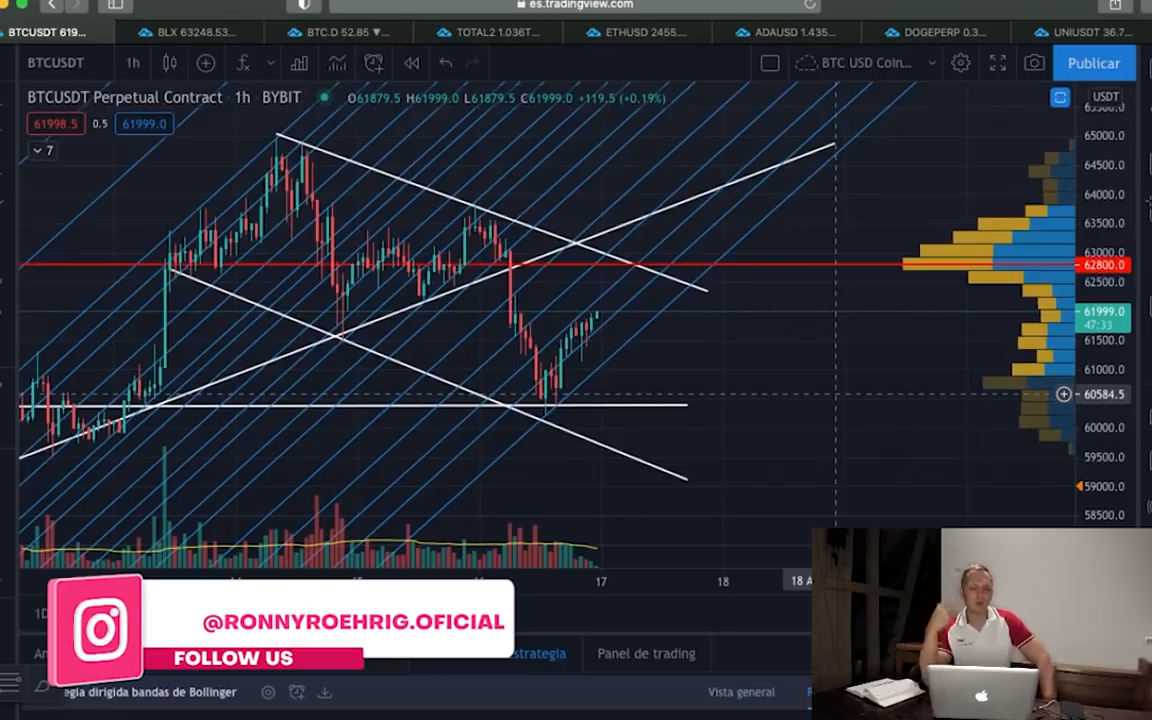 es.tradingview.com
BTCUSDT 619...
BLX 63248.53...
BTC.D 52.85 ▼...
TOTAL2 1.036T...
ETHUSD 2455....
ADAUSD 1.435...
DOGEPERP 0.3...
UNIUSDT 36.7...
BTCUSDT
1h
BTC USD Coin...
Publicar
BTCUSDT Perpetual Contract · 1h · BYBIT
O61879.5 H61999.0 L61879.5 C61999.0 +119.5 (+0.19%)
USDT
61998.5
0.5
61999.0
7
65000.0
64500.0
64000.0
63500.0
63000.0
62800.0
62500.0
61999.0
47:33
61500.0
61000.0
60584.5
60000.0
59500.0
59000.0
58500.0
17
18
18 A
@RONNYROEHRIG.OFICIAL
FOLLOW US
strategia
Panel de trading
egia dirigida bandas de Bollinger
Vista general